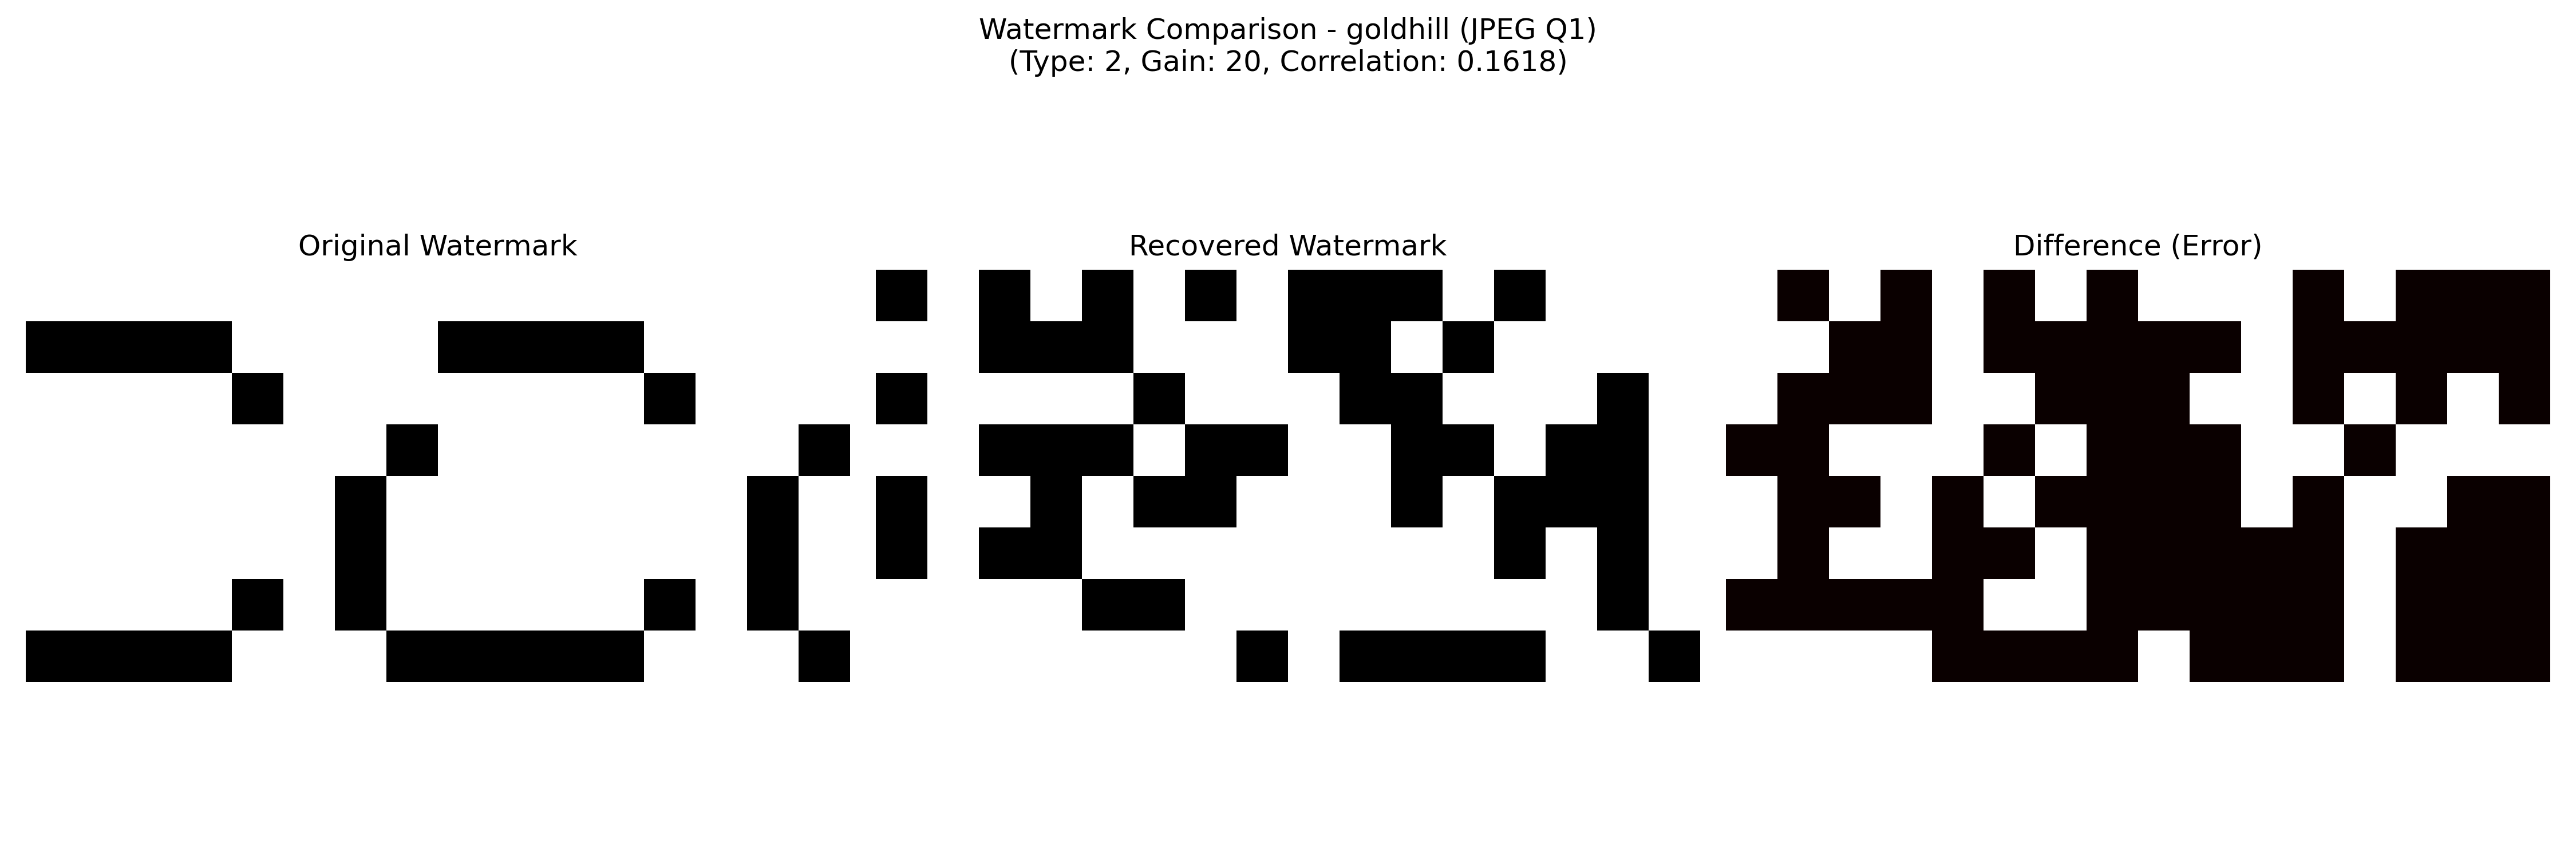 Watermark Comparison - goldhill (JPEG Q1)
(Type: 2, Gain: 20, Correlation: 0.1618)
Original Watermark
Recovered Watermark
Difference (Error)